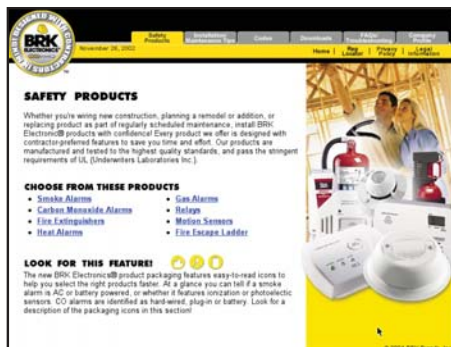 DESIGNED WITH CONTRACTORS IN MIND
BRK
ELECTRONICS®
Safety Products
Installation/ Maintenance Tips
Codes
Downloads
FAQs/ Troubleshooting
Company Profile
November 26, 2002
Home | Rep Locator | Privacy Policy | Legal Information
SAFETY PRODUCTS
Whether you're wiring new construction, planning a remodel or addition, or
replacing product as part of regularly scheduled maintenance, install BRK
Electronics® products with confidence! Every product we offer is designed with
contractor-preferred features to save you time and effort. Our products are
manufactured and tested to the highest quality standards, and pass the stringent
requirements of UL (Underwriters Laboratories Inc.).
CHOOSE FROM THESE PRODUCTS
• Smoke Alarms
• Carbon Monoxide Alarms
• Fire Extinguishers
• Heat Alarms
• Gas Alarms
• Relays
• Motion Sensors
• Fire Escape Ladder
LOOK FOR THIS FEATURE!
The new BRK Electronics® product packaging features easy-to-read icons to
help you select the right products faster. At a glance you can tell if a smoke
alarm is AC or battery powered, or whether it features ionization or photoelectic
sensors. CO alarms are identified as hard-wired, plug-in or battery. Look for a
description of the packaging icons in this section!